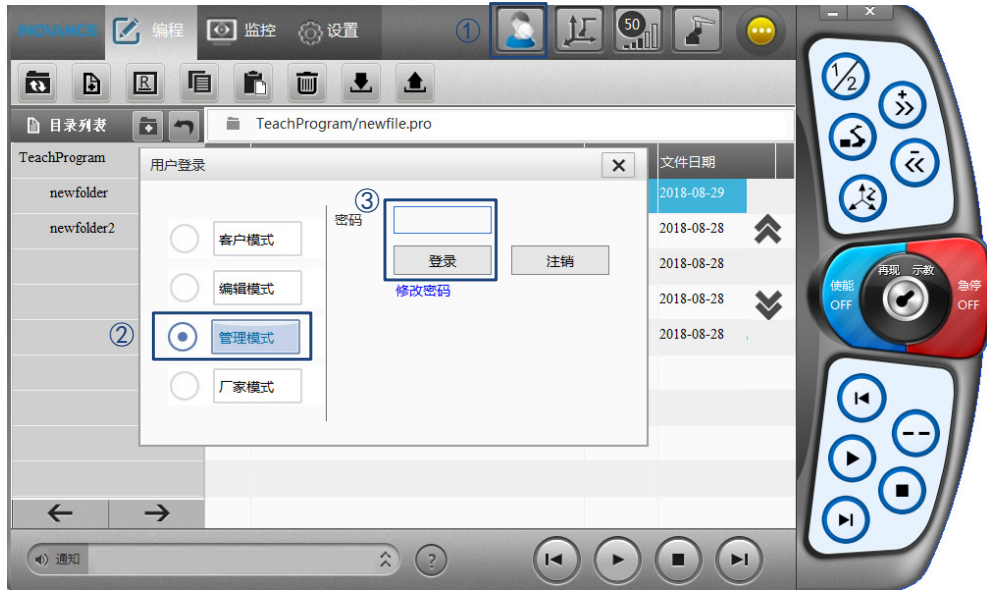 INOVANCE 编程 监控 设置 ① 50
R
目录列表 TeachProgram/newfile.pro
TeachProgram 用户登录 文件日期
newfolder 2018-08-29
newfolder2 2018-08-28
③
密码
客户模式
登录 注销 2018-08-28
编辑模式 修改密码 2018-08-28
② 管理模式 2018-08-28
厂家模式
通知 ?
1/2
+
-
2
再现 示教
使能 OFF
急停 OFF